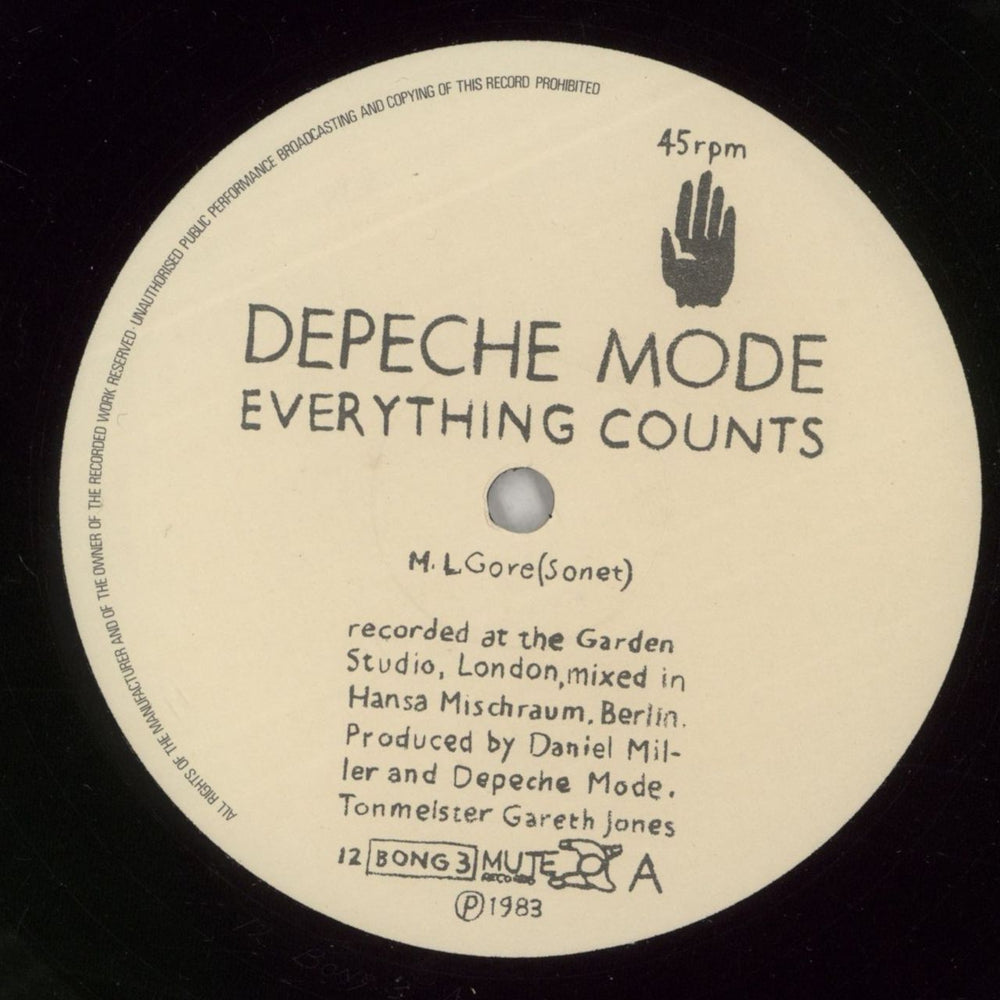 ALL RIGHTS OF THE MANUFACTURER AND OF THE OWNER OF THE RECORDED WORK RESERVED · UNAUTHORISED PUBLIC PERFORMANCE BROADCASTING AND COPYING OF THIS RECORD PROHIBITED
45rpm
DEPECHE MODE
EVERYTHING COUNTS
M.L Gore (Sonet)
recorded at the Garden
Studio, London, mixed in
Hansa Mischraum, Berlin.
Produced by Daniel Mil-
ler and Depeche Mode.
Tonmeister Gareth Jones
12 BONG 3 MUTE RECORDS A
℗1983